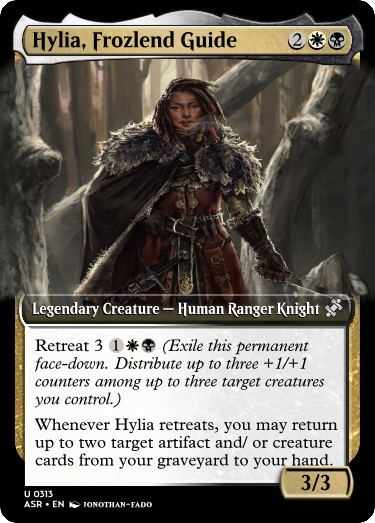 Hylia, Frozlend Guide 2
Legendary Creature — Human Ranger Knight
Retreat 3 1 (Exile this permanent
face-down. Distribute up to three +1/+1
counters among up to three target creatures
you control.)
Whenever Hylia retreats, you may return
up to two target artifact and/ or creature
cards from your graveyard to your hand.
3/3
U 0313
ASR • EN JONOTHAN-FADO